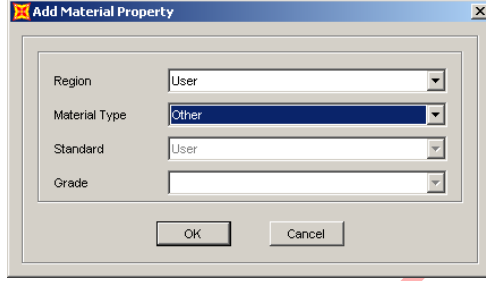 Add Material Property
Region User
Material Type Other
Standard User
Grade
OK Cancel